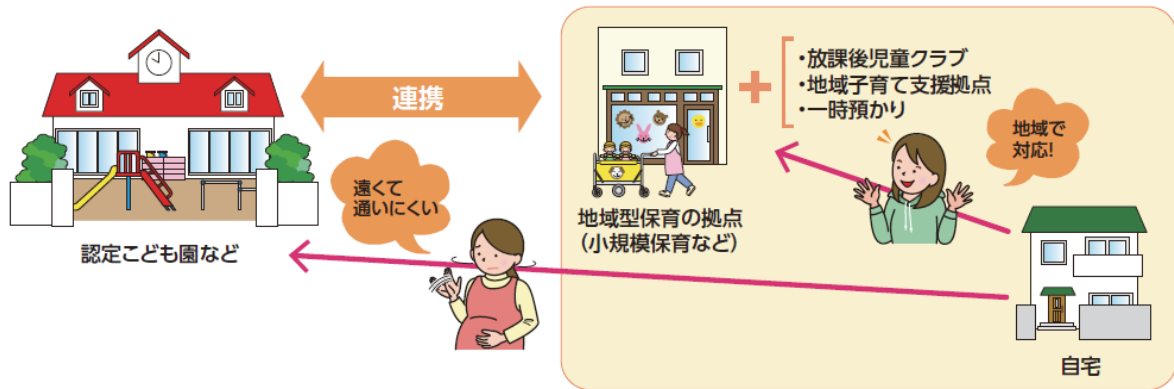 連携
・放課後児童クラブ
・地域子育て支援拠点
・一時預かり
地域で
対応!
遠くて
通いにくい
地域型保育の拠点
(小規模保育など)
認定こども園など
自宅